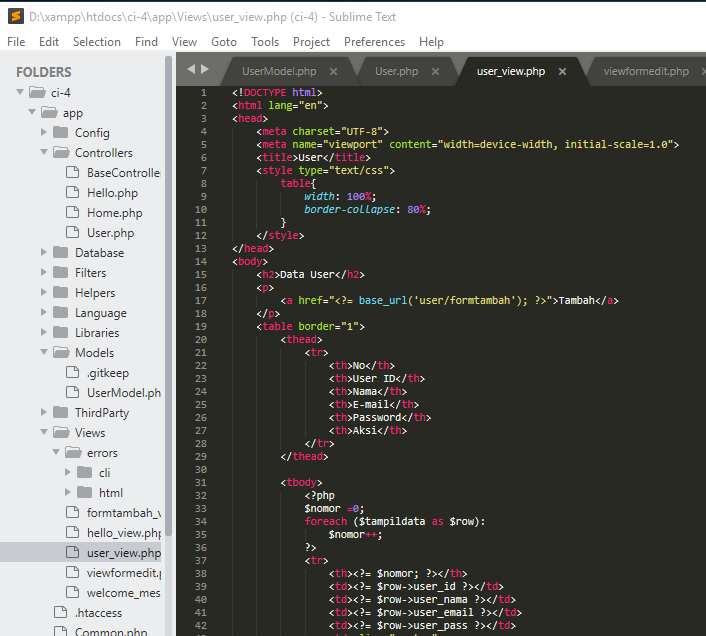 D:\xampp\htdocs\ci-4\app\Views\user_view.php (ci-4) - Sublime Text
File Edit Selection Find View Goto Tools Project Preferences Help
FOLDERS
ci-4
app
Config
Controllers
BaseControlle
Hello.php
Home.php
User.php
Database
Filters
Helpers
Language
Libraries
Models
.gitkeep
UserModel.ph
ThirdParty
Views
errors
cli
html
formtambah_v
hello_view.php
user_view.php
viewformedit.p
welcome_mes
.htaccess
Common.php
UserModel.php × User.php × user_view.php × viewformedit.php
1 <!DOCTYPE html>
2 <html lang="en">
3 <head>
4 <meta charset="UTF-8">
5 <meta name="viewport" content="width=device-width, initial-scale=1.0">
6 <title>User</title>
7 <style type="text/css">
8 table{
9 width: 100%;
10 border-collapse: 80%;
11 }
12 </style>
13 </head>
14 <body>
15 <h2>Data User</h2>
16 <p>
17 <a href="<?= base_url('user/formtambah'); ?>">Tambah</a>
18 </p>
19 <table border="1">
20 <thead>
21 <tr>
22 <th>No</th>
23 <th>User ID</th>
24 <th>Nama</th>
25 <th>E-mail</th>
26 <th>Password</th>
27 <th>Aksi</th>
28 </tr>
29 </thead>
30
31 <tbody>
32 <?php
33 $nomor =0;
34 foreach ($tampildata as $row):
35 $nomor++;
36 ?>
37 <tr>
38 <th><?= $nomor; ?></th>
39 <td><?= $row->user_id ?></td>
40 <td><?= $row->user_nama ?></td>
41 <td><?= $row->user_email ?></td>
42 <td><?= $row->user_pass ?></td>